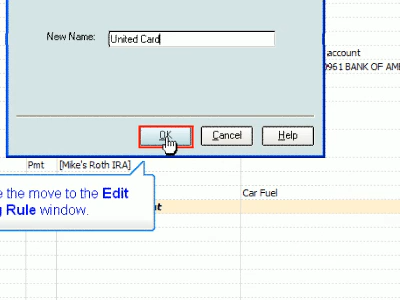 New Name: United Card
account
0961 BANK OF AM
OK Cancel Help
Pmt [Mike's Roth IRA]
e the move to the Edit
Rule window.
Car Fuel